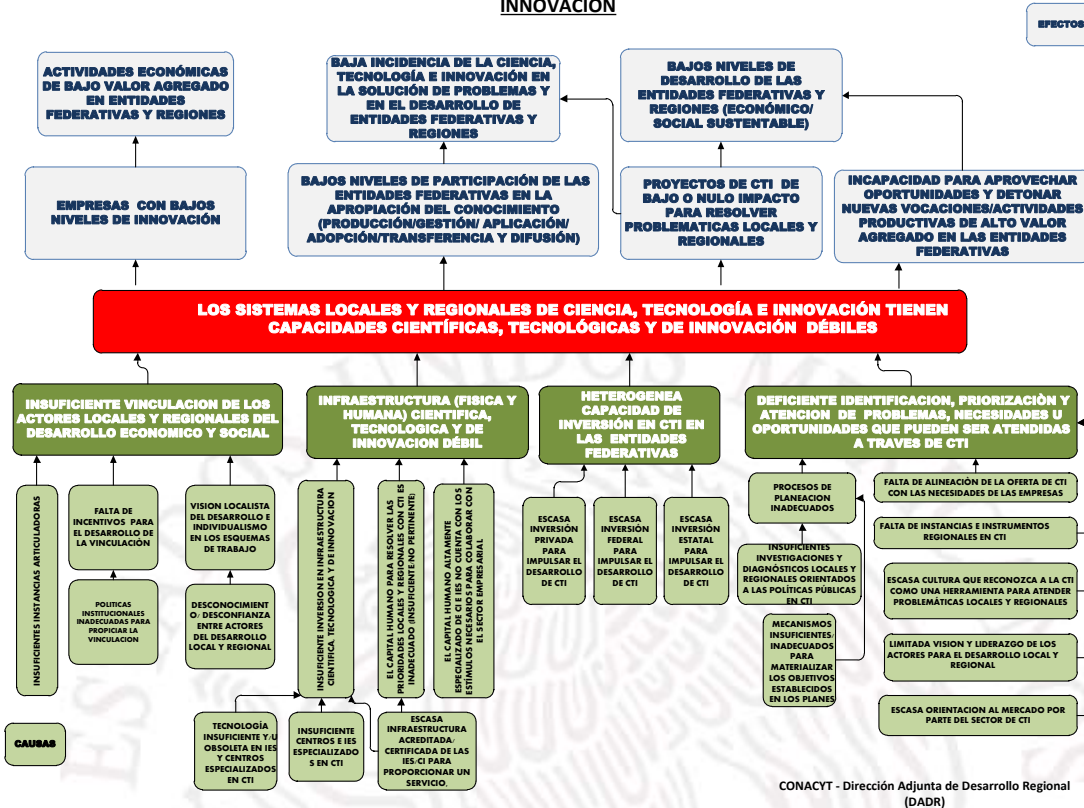 INNOVACIÓN
EFECTOS
ACTIVIDADES ECONÓMICAS
DE BAJO VALOR AGREGADO
EN ENTIDADES
FEDERATIVAS Y REGIONES
BAJA INCIDENCIA DE LA CIENCIA,
TECNOLOGÍA E INNOVACIÓN EN
LA SOLUCIÓN DE PROBLEMAS Y
EN EL DESARROLLO DE
ENTIDADES FEDERATIVAS Y
REGIONES
BAJOS NIVELES DE
DESARROLLO DE LAS
ENTIDADES FEDERATIVAS Y
REGIONES (ECONÓMICO/
SOCIAL SUSTENTABLE)
EMPRESAS CON BAJOS
NIVELES DE INNOVACIÓN
BAJOS NIVELES DE PARTICIPACIÓN DE LAS
ENTIDADES FEDERATIVAS EN LA
APROPIACIÓN DEL CONOCIMIENTO
(PRODUCCIÓN/GESTIÓN/ APLICACIÓN/
ADOPCIÓN/TRANSFERENCIA Y DIFUSIÓN)
PROYECTOS DE CTI DE
BAJO O NULO IMPACTO
PARA RESOLVER
PROBLEMATICAS LOCALES Y
REGIONALES
INCAPACIDAD PARA APROVECHAR
OPORTUNIDADES Y DETONAR
NUEVAS VOCACIONES/ACTIVIDADES
PRODUCTIVAS DE ALTO VALOR
AGREGADO EN LAS ENTIDADES
FEDERATIVAS
LOS SISTEMAS LOCALES Y REGIONALES DE CIENCIA, TECNOLOGÍA E INNOVACIÓN TIENEN
CAPACIDADES CIENTÍFICAS, TECNOLÓGICAS Y DE INNOVACIÓN DÉBILES
INSUFICIENTE VINCULACION DE LOS
ACTORES LOCALES Y REGIONALES DEL
DESARROLLO ECONOMICO Y SOCIAL
INFRAESTRUCTURA (FISICA Y
HUMANA) CIENTIFICA,
TECNOLOGICA Y DE
INNOVACION DÉBIL
HETEROGENEA
CAPACIDAD DE
INVERSIÓN EN CTI EN
LAS ENTIDADES
FEDERATIVAS
DEFICIENTE IDENTIFICACION, PRIORIZACIÒN Y
ATENCION DE PROBLEMAS, NECESIDADES U
OPORTUNIDADES QUE PUEDEN SER ATENDIDAS
A TRAVES DE CTI
INSUFICIENTES INSTANCIAS ARTICULADORAS
FALTA DE
INCENTIVOS PARA
EL DESARROLLO DE
LA VINCULACIÓN
POLITICAS
INSTITUCIONALES
INADECUADAS PARA
PROPICIAR LA
VINCULACION
VISION LOCALISTA
DEL DESARROLLO E
INDIVIDUALISMO
EN LOS ESQUEMAS
DE TRABAJO
DESCONOCIMIENT
O/ DESCONFIANZA
ENTRE ACTORES
DEL DESARROLLO
LOCAL Y REGIONAL
INSUFICIENTE INVERSION EN INFRAESTRUCTURA
CIENTIFICA, TECNOLOGICA Y DE INNOVACION
EL CAPITAL HUMANO PARA RESOLVER LAS
PRIORIDADES LOCALES Y REGIONALES CON CTI ES
INADECUADO (INSUFICIENTE/NO PERTINENTE)
EL CAPITAL HUMANO ALTAMENTE
ESPECIALIZADO DE CI E IES NO CUENTA CON LOS
ESTÍMULOS NECESARIOS PARA COLABORAR CON
EL SECTOR EMPRESARIAL
ESCASA
INVERSIÓN
PRIVADA
PARA
IMPULSAR EL
DESARROLLO
DE CTI
ESCASA
INVERSIÓN
FEDERAL
PARA
IMPULSAR EL
DESARROLLO
DE CTI
ESCASA
INVERSIÓN
ESTATAL
PARA
IMPULSAR EL
DESARROLLO
DE CTI
PROCESOS DE
PLANEACION
INADECUADOS
INSUFICIENTES
INVESTIGACIONES Y
DIAGNÓSTICOS LOCALES Y
REGIONALES ORIENTADOS
A LAS POLÍTICAS PÚBLICAS
EN CTI
MECANISMOS
INSUFICIENTES/
INADECUADOS
PARA
MATERIALIZAR
LOS OBJETIVOS
ESTABLECIDOS
EN LOS PLANES
FALTA DE ALINEACIÒN DE LA OFERTA DE CTI
CON LAS NECESIDADES DE LAS EMPRESAS
FALTA DE INSTANCIAS E INSTRUMENTOS
REGIONALES EN CTI
ESCASA CULTURA QUE RECONOZCA A LA CTI
COMO UNA HERRAMIENTA PARA ATENDER
PROBLEMÁTICAS LOCALES Y REGIONALES
LIMITADA VISION Y LIDERAZGO DE LOS
ACTORES PARA EL DESARROLLO LOCAL Y
REGIONAL
ESCASA ORIENTACION AL MERCADO POR
PARTE DEL SECTOR DE CTI
CAUSAS
TECNOLOGÍA
INSUFICIENTE Y/U
OBSOLETA EN IES
Y CENTROS
ESPECIALIZADOS
EN CTI
INSUFICIENTE
CENTROS E IES
ESPECIALIZADO
S EN CTI
ESCASA
INFRAESTRUCTURA
ACREDITADA/
CERTIFICADA DE LAS
IES/CI PARA
PROPORCIONAR UN
SERVICIO.
CONACYT - Dirección Adjunta de Desarrollo Regional
(DADR)